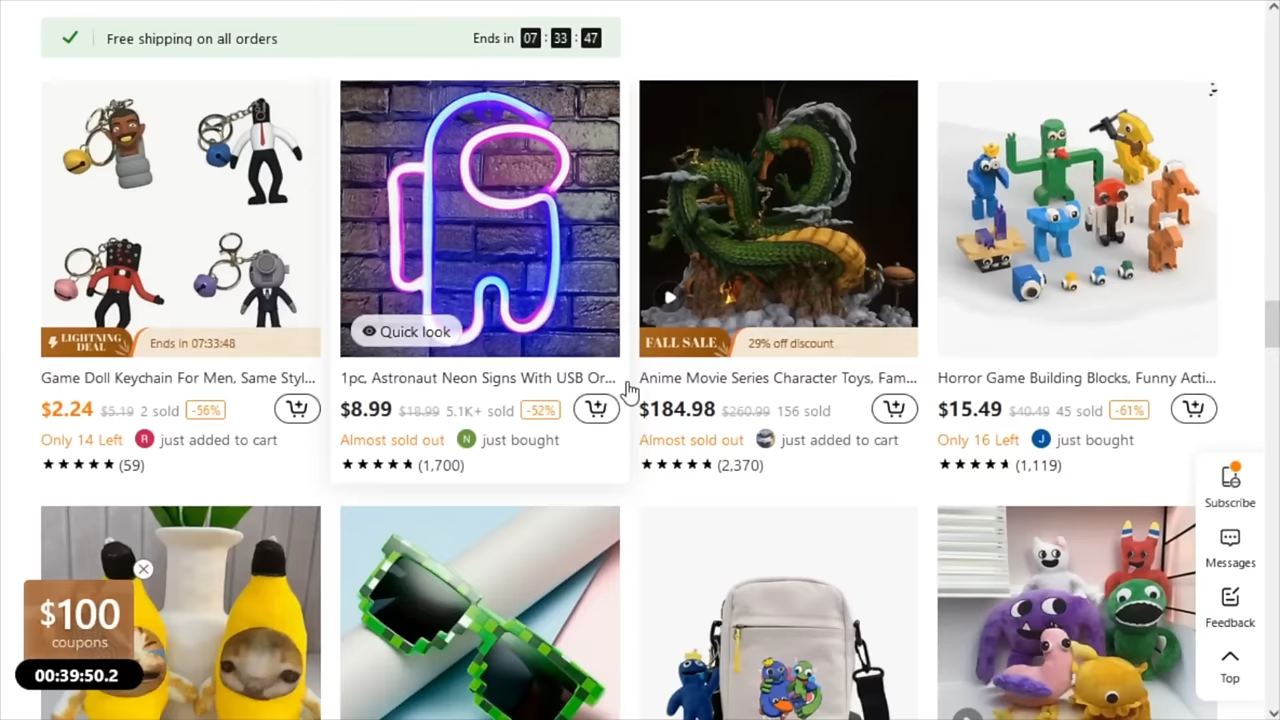 Free shipping on all orders
Ends in 07 : 33 : 47
LIGHTNING DEAL Ends in 07:33:48
Quick look
FALL SALE 29% off discount
Game Doll Keychain For Men, Same Styl...
$2.24 $5.19 2 sold -56%
Only 14 Left R just added to cart
(59)
1pc, Astronaut Neon Signs With USB Or...
$8.99 $18.99 5.1K+ sold -52%
Almost sold out N just bought
(1,700)
Anime Movie Series Character Toys, Fam...
$184.98 $260.99 156 sold
Almost sold out just added to cart
(2,370)
Horror Game Building Blocks, Funny Acti...
$15.49 $40.49 45 sold -61%
Only 16 Left J just bought
(1,119)
$100
coupons
00:39:50.2
Subscribe
Messages
Feedback
Top